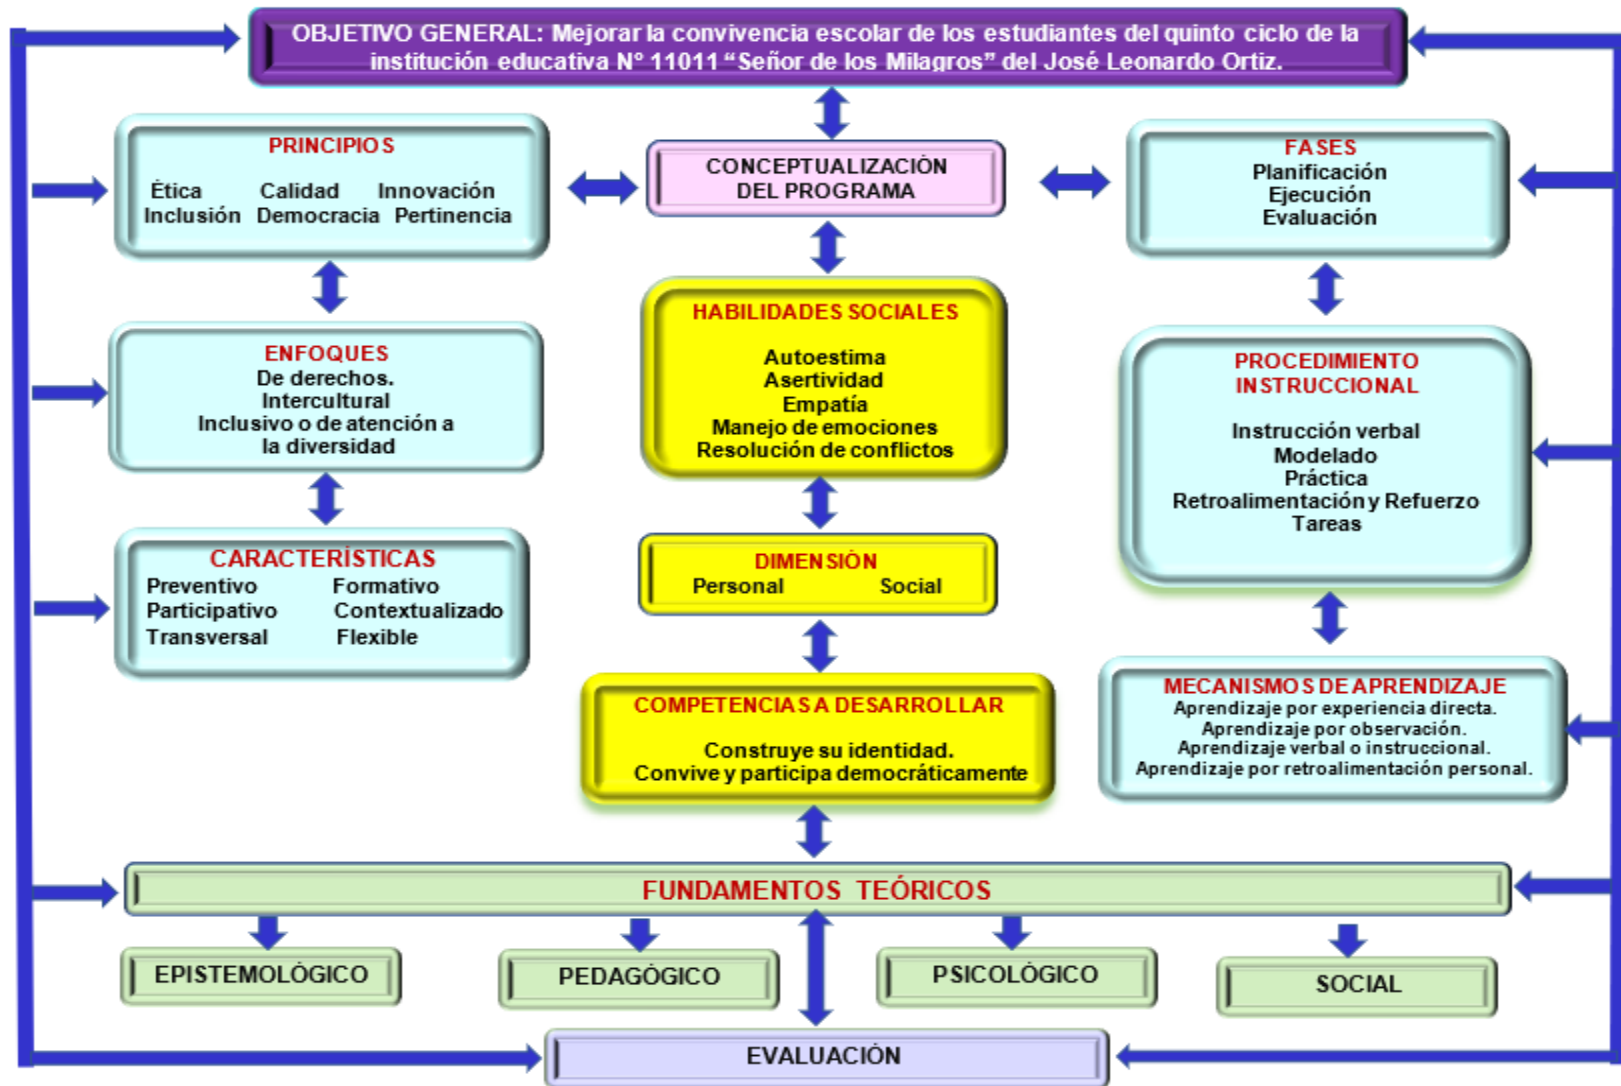 OBJETIVO GENERAL: Mejorar la convivencia escolar de los estudiantes del quinto ciclo de la
institución educativa N° 11011 “Señor de los Milagros” del José Leonardo Ortiz.
PRINCIPIOS
Ética Calidad Innovación
Inclusión Democracia Pertinencia
CONCEPTUALIZACIÓN
DEL PROGRAMA
FASES
Planificación
Ejecución
Evaluación
ENFOQUES
De derechos.
Intercultural
Inclusivo o de atención a
la diversidad
HABILIDADES SOCIALES
Autoestima
Asertividad
Empatía
Manejo de emociones
Resolución de conflictos
PROCEDIMIENTO
INSTRUCCIONAL
Instrucción verbal
Modelado
Práctica
Retroalimentación y Refuerzo
Tareas
CARACTERÍSTICAS
Preventivo Formativo
Participativo Contextualizado
Transversal Flexible
DIMENSIÓN
Personal Social
COMPETENCIAS A DESARROLLAR
Construye su identidad.
Convive y participa democráticamente
MECANISMOS DE APRENDIZAJE
Aprendizaje por experiencia directa.
Aprendizaje por observación.
Aprendizaje verbal o instruccional.
Aprendizaje por retroalimentación personal.
FUNDAMENTOS TEÓRICOS
EPISTEMOLÓGICO
PEDAGÓGICO
PSICOLÓGICO
SOCIAL
EVALUACIÓN